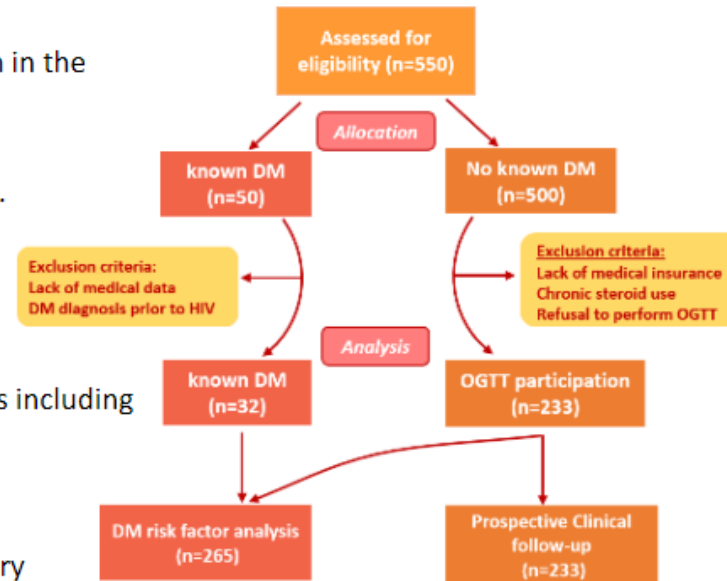 Assessed for
eligibility (n=550)
n in the
Allocation
known DM
(n=50)
No known DM
(n=500)
.
Exclusion criteria:
Lack of medical data
DM diagnosis prior to HIV
Exclusion criteria:
Lack of medical insurance
Chronic steroid use
Refusal to perform OGTT
Analysis
known DM
(n=32)
OGTT participation
(n=233)
s including
DM risk factor analysis
(n=265)
Prospective Clinical
follow-up
(n=233)
ry